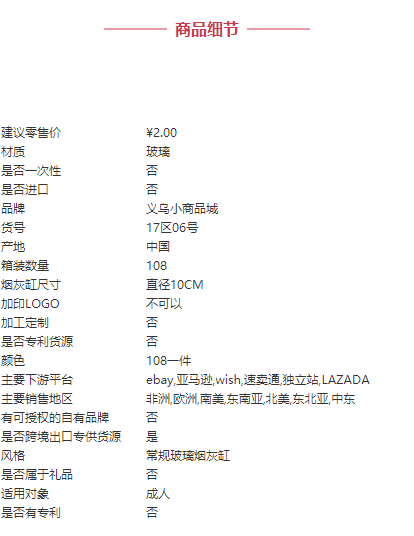 商品细节
建议零售价 ¥2.00
材质 玻璃
是否一次性 否
是否进口 否
品牌 义乌小商品城
货号 17区06号
产地 中国
箱装数量 108
烟灰缸尺寸 直径10CM
加印LOGO 不可以
加工定制 否
是否专利货源 否
颜色 108一件
主要下游平台 ebay,亚马逊,wish,速卖通,独立站,LAZADA
主要销售地区 非洲,欧洲,南美,东南亚,北美,东北亚,中东
有可授权的自有品牌 否
是否跨境出口专供货源 是
风格 常规玻璃烟灰缸
是否属于礼品 否
适用对象 成人
是否有专利 否